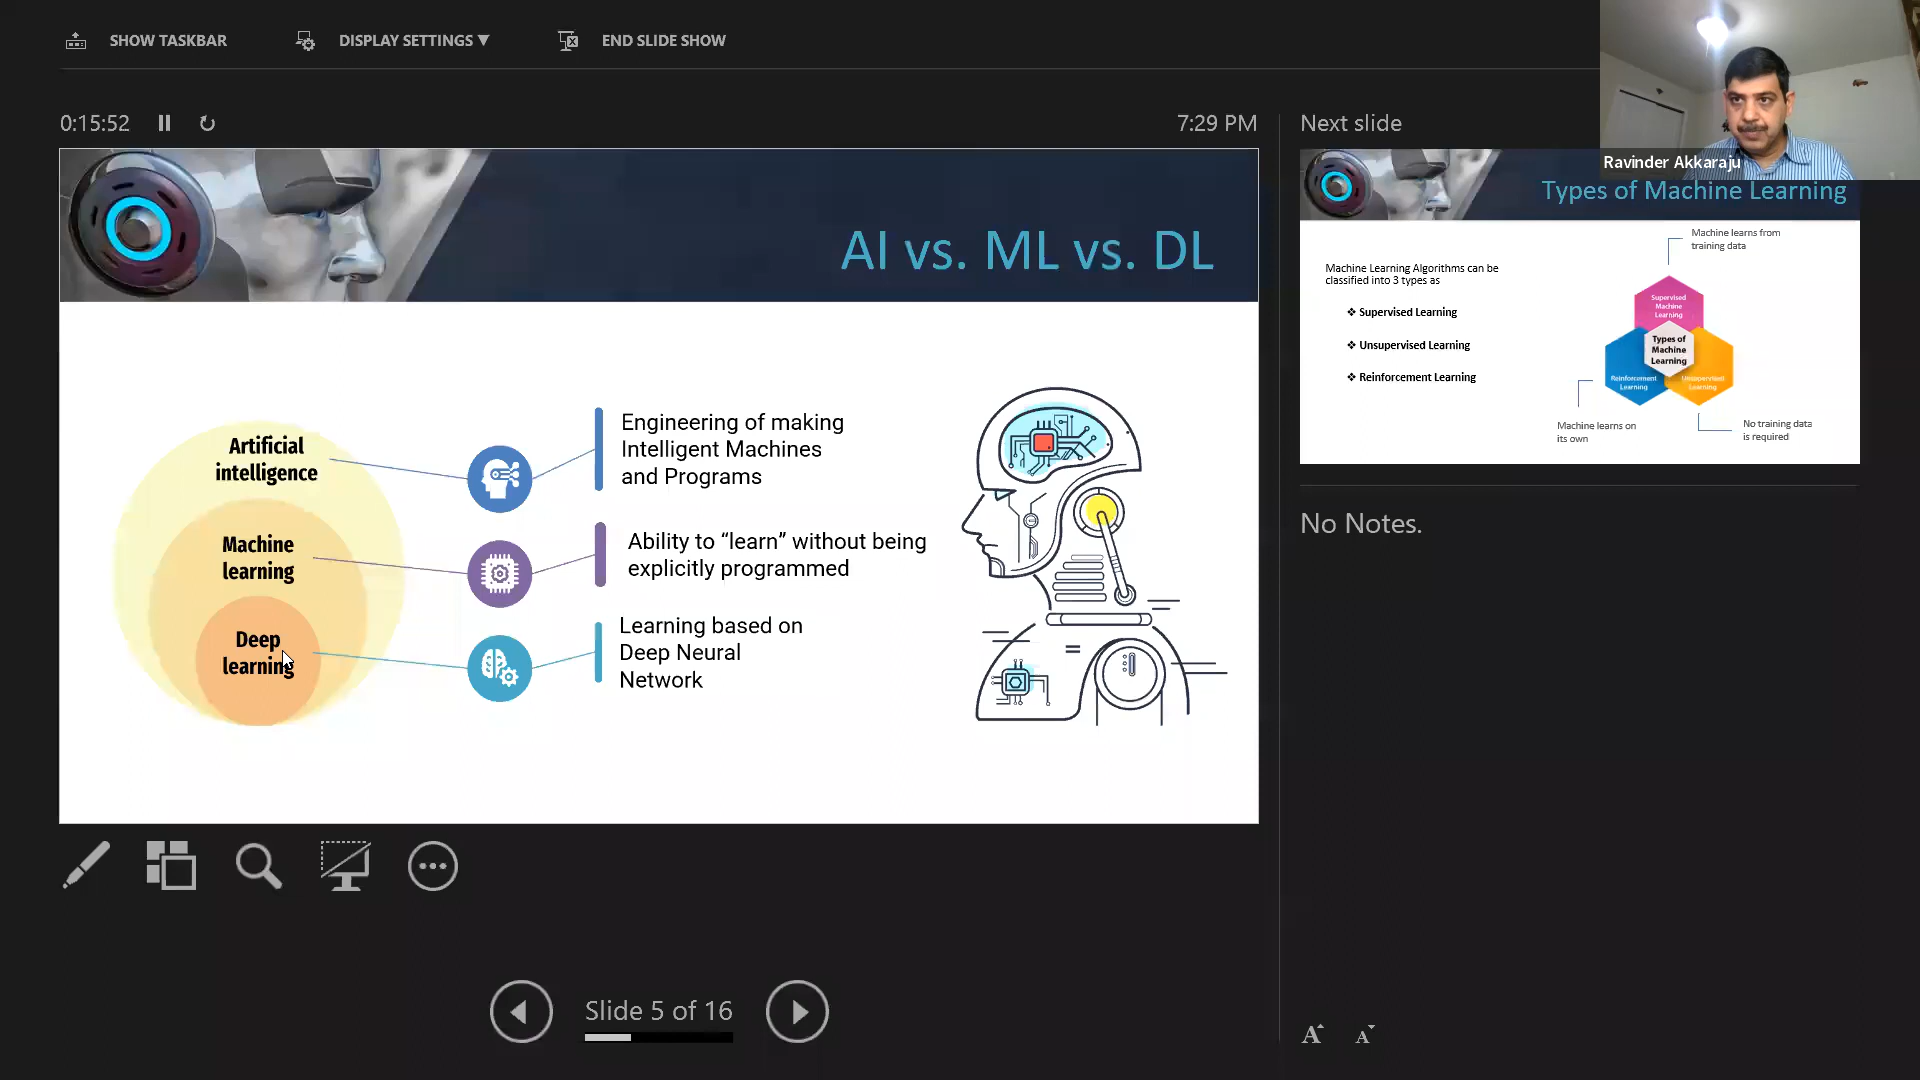 SHOW TASKBAR
DISPLAY SETTINGS ▼
END SLIDE SHOW
0:15:52
7:29 PM
Next slide
Ravinder Akkaraju
AI vs. ML vs. DL
Artificial
intelligence
Engineering of making
Intelligent Machines
and Programs
Machine
learning
Ability to “learn” without being
explicitly programmed
Deep
learning
Learning based on
Deep Neural
Network
Types of Machine Learning
Machine learns from
training data
Machine Learning Algorithms can be
classified into 3 types as
❖ Supervised Learning
❖ Unsupervised Learning
❖ Reinforcement Learning
Supervised
Machine
Learning
Types of
Machine
Learning
Reinforcement
Learning
Unsupervised
Learning
Machine learns on
its own
No training data
is required
No Notes.
Slide 5 of 16
A
A